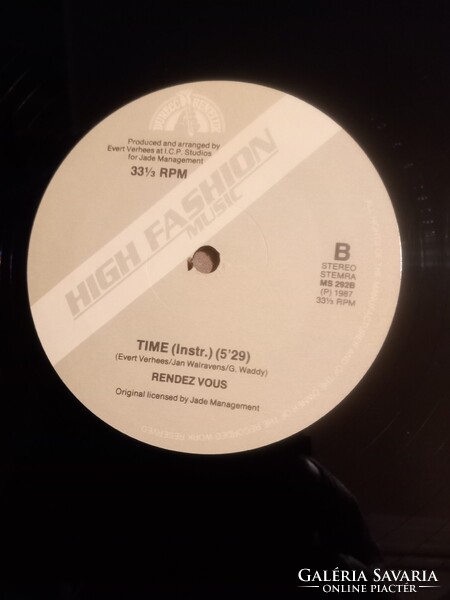 Produced and arranged by
Evert Verhees at I.C.P. Studios
for Jade Management
33⅓ RPM
HIGH FASHION
MUSIC
B
STEREO
STEMRA
MS 292B
(P) 1987
33⅓ RPM
TIME (Instr.) (5'29)
(Evert Verhees/Jan Walravens/G. Waddy)
RENDEZ VOUS
Original licensed by Jade Management
GALÉRIA SAVARIA
ONLINE PIACTÉR